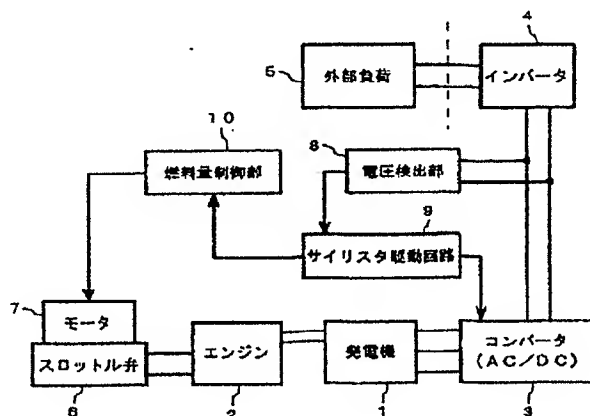 4
5
外部負荷
インバータ
10
8
燃料量制御部
電圧検出部
9
サイリスタ駆動回路
7
モータ
スロットル弁
エンジン
発電機
コンバータ
(AC/DC)
6
2
1
3